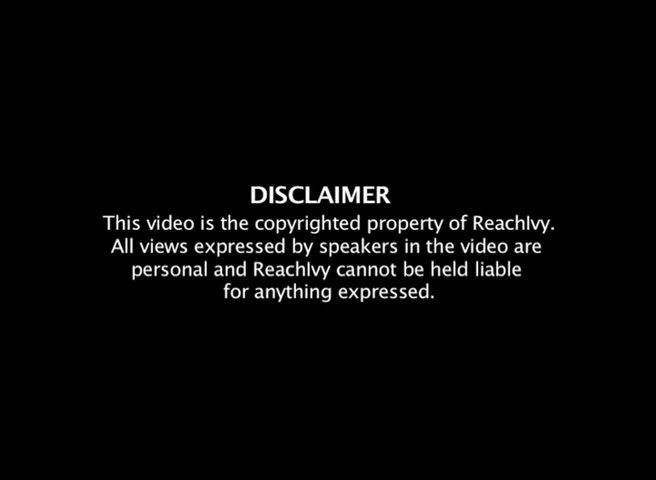 DISCLAIMER
This video is the copyrighted property of ReachIvy.
All views expressed by speakers in the video are
personal and ReachIvy cannot be held liable
for anything expressed.